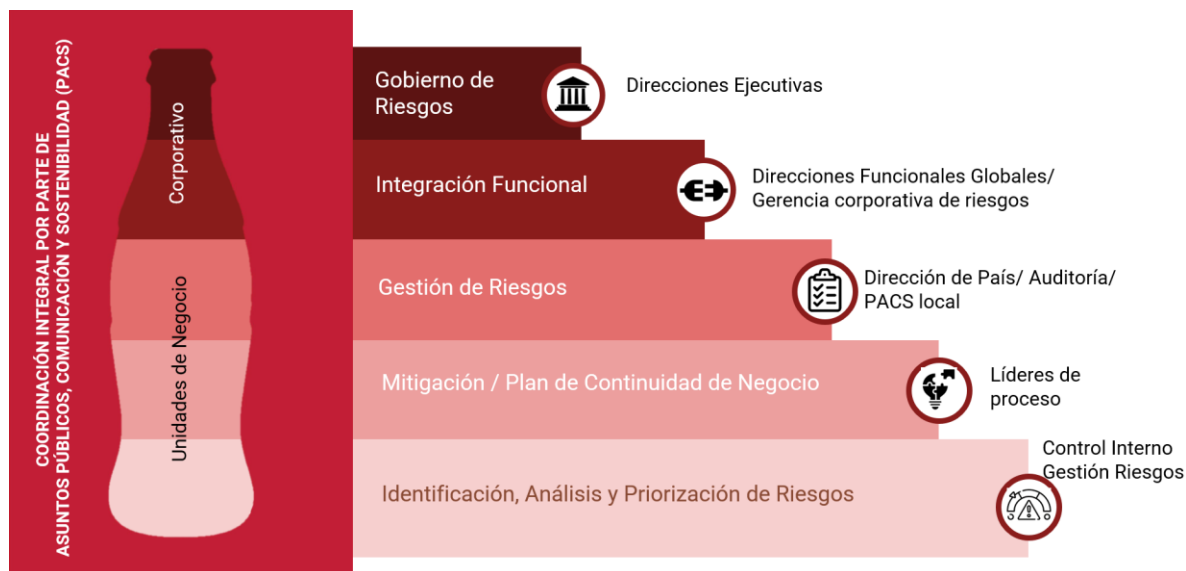 COORDINACIÓN INTEGRAL POR PARTE DE
ASUNTOS PÚBLICOS, COMUNICACIÓN Y SOSTENIBILIDAD (PACS)
Corporativo
Unidades de Negocio
Gobierno de
Riesgos
Direcciones Ejecutivas
Integración Funcional
Direcciones Funcionales Globales/
Gerencia corporativa de riesgos
Gestión de Riesgos
Dirección de País/ Auditoría/
PACS local
Mitigación / Plan de Continuidad de Negocio
Líderes de
proceso
Identificación, Análisis y Priorización de Riesgos
Control Interno
Gestión Riesgos